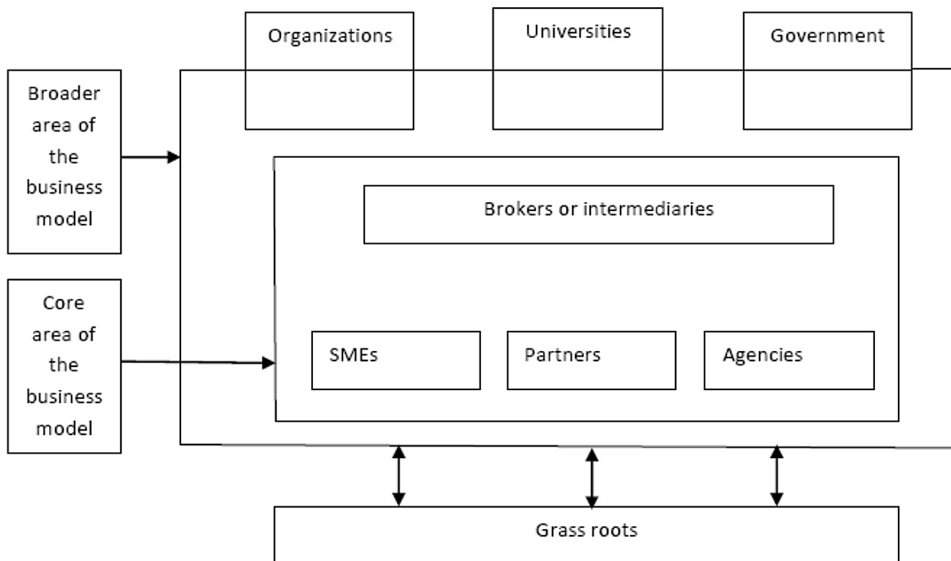 Organizations
Universities
Government
Broader
area of
the
business
model
Brokers or intermediaries
Core
area of
the
business
model
SMEs
Partners
Agencies
Grass roots